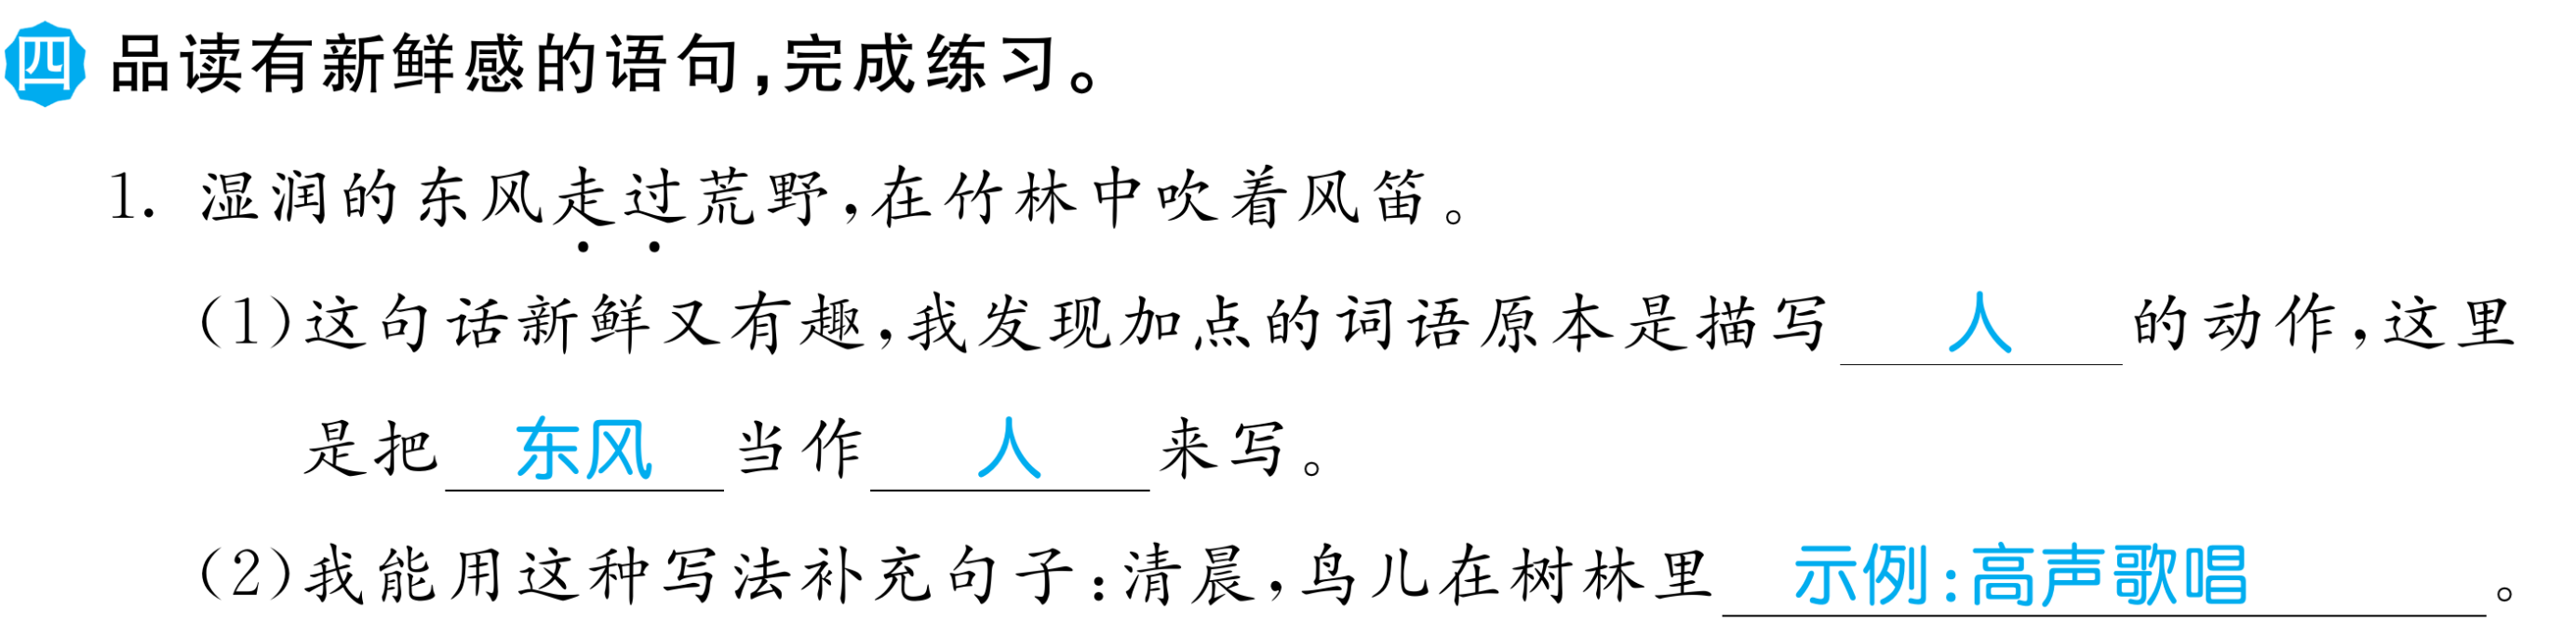 四 品读有新鲜感的语句,完成练习。
1. 湿润的东风走过荒野,在竹林中吹着风笛。
(1)这句话新鲜又有趣,我发现加点的词语原本是描写 人 的动作,这里
是把 东风 当作 人 来写。
(2)我能用这种写法补充句子:清晨,鸟儿在树林里 示例:高声歌唱 。